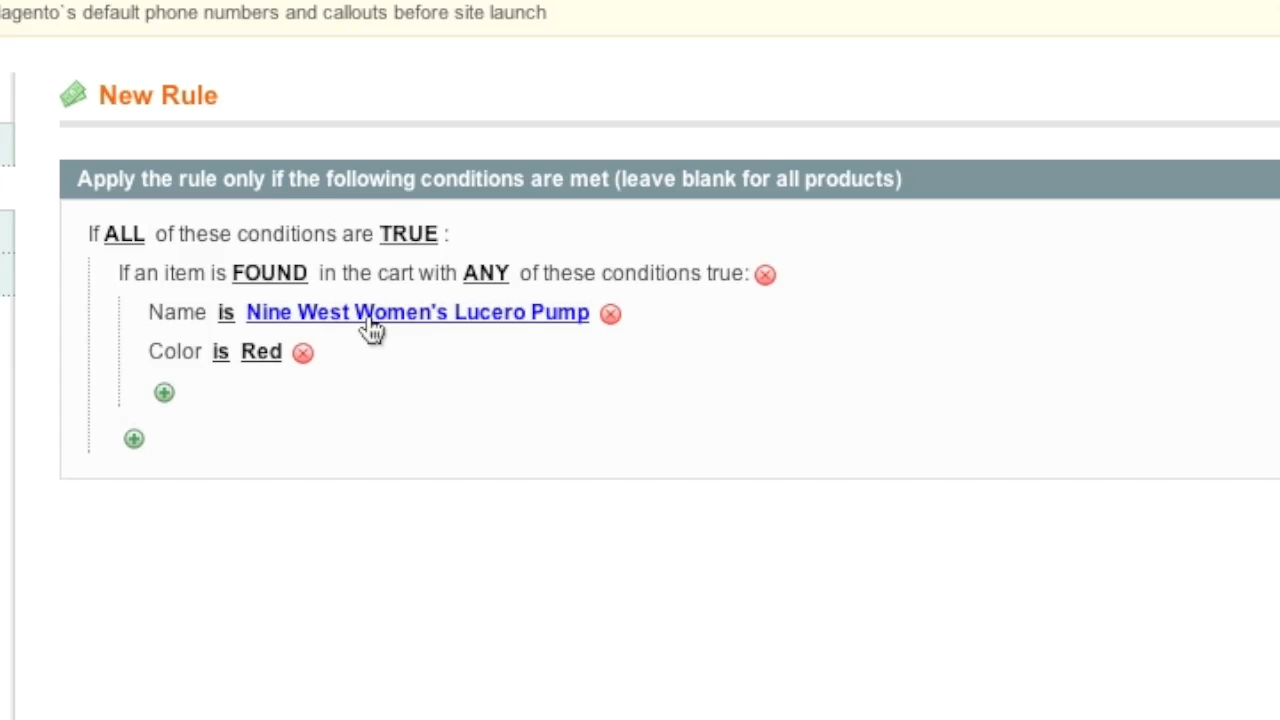 agento`s default phone numbers and callouts before site launch
New Rule
Apply the rule only if the following conditions are met (leave blank for all products)
If ALL of these conditions are TRUE :
If an item is FOUND in the cart with ANY of these conditions true:
Name is Nine West Women's Lucero Pump
Color is Red